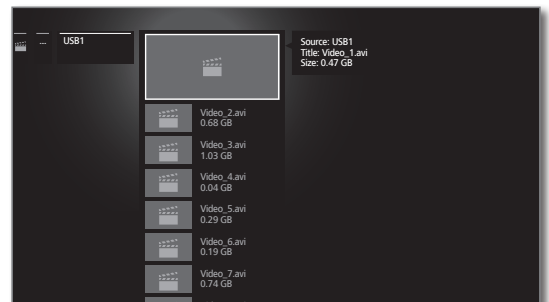 ...
USB1
Source: USB1
Title: Video_1.avi
Size: 0.47 GB
Video_2.avi
0.68 GB
Video_3.avi
1.03 GB
Video_4.avi
0.04 GB
Video_5.avi
0.29 GB
Video_6.avi
0.19 GB
Video_7.avi
0.74 GB